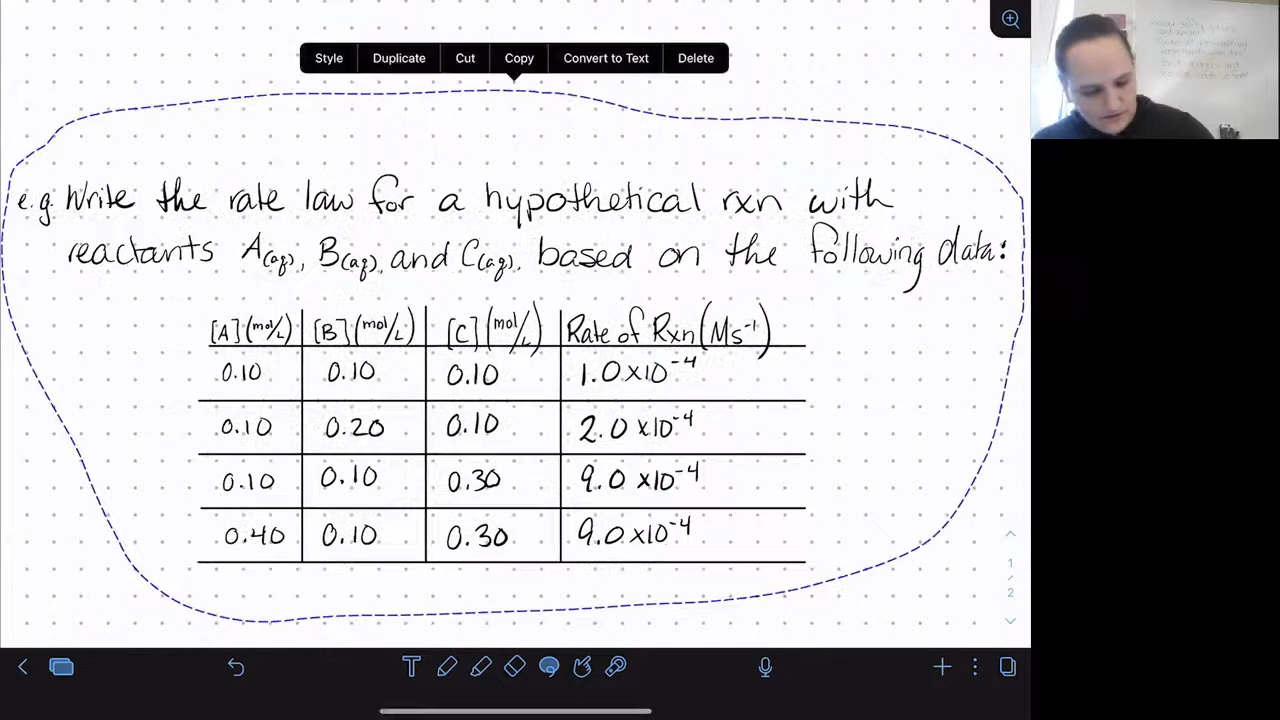 Style Duplicate Cut Copy Convert to Text Delete
e.g. Write the rate law for a hypothetical rxn with
reactants A(aq), B(aq), and C(aq), based on the following data:
[A](mol/L) [B](mol/L) [C](mol/L) Rate of Rxn(Ms⁻¹)
0.10 0.10 0.10 1.0×10⁻⁴
0.10 0.20 0.10 2.0×10⁻⁴
0.10 0.10 0.30 9.0×10⁻⁴
0.40 0.10 0.30 9.0×10⁻⁴
1
/
2
T